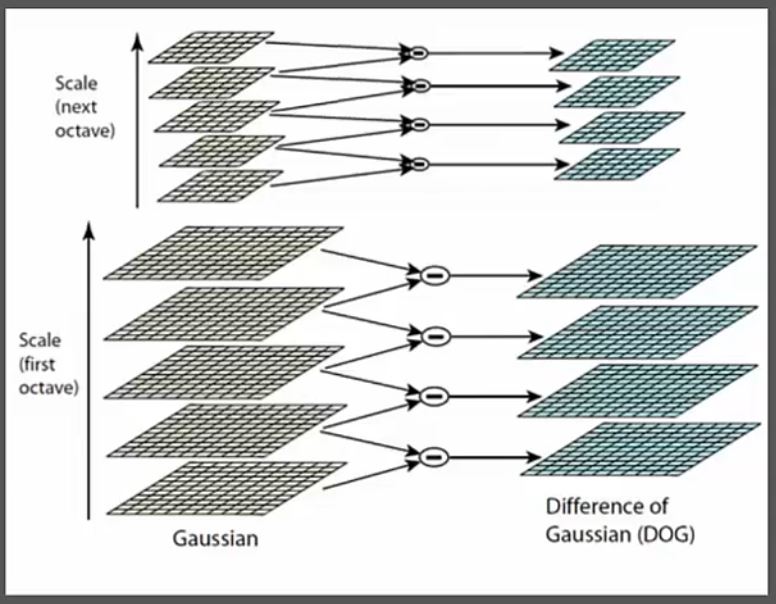 Scale
(next
octave)
Scale
(first
octave)
Gaussian
Difference of
Gaussian (DOG)